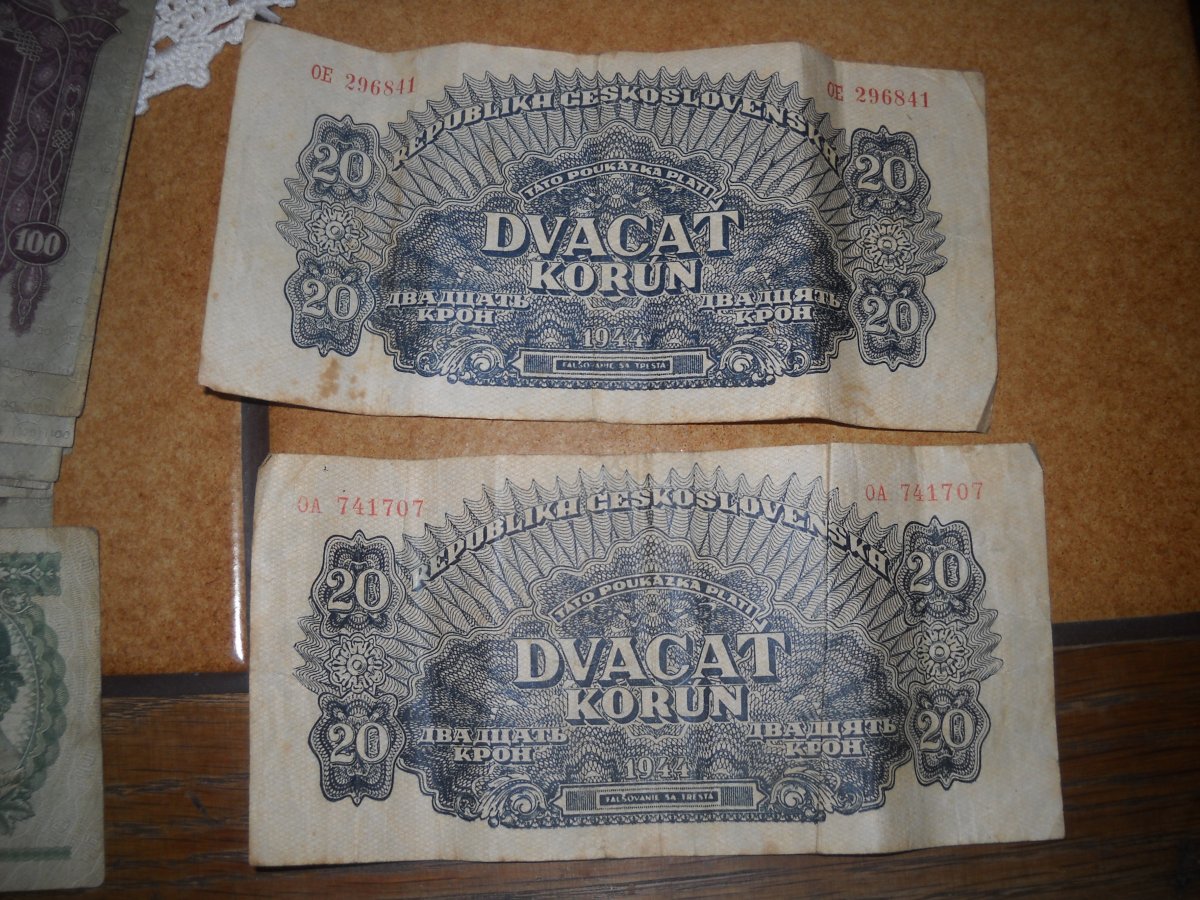 100
OE 296841
OE 296841
REPUBLIKA ČESKOSLOVENSKÁ
20
20
TÁTO POUKÁZKA PLATÍ
DVACAŤ
KORÚN
20
20
ДВАДЦАТЬ
КРОН
ДВАДЦЯТЬ
КРОН
1944
FALŠOVANIE SA TRESTÁ
OA 741707
OA 741707
REPUBLIKA ČESKOSLOVENSKÁ
20
20
TÁTO POUKÁZKA PLATÍ
DVACAŤ
KORÚN
20
20
ДВАДЦАТЬ
КРОН
ДВАДЦЯТЬ
КРОН
1944
FALŠOVANIE SA TRESTÁ